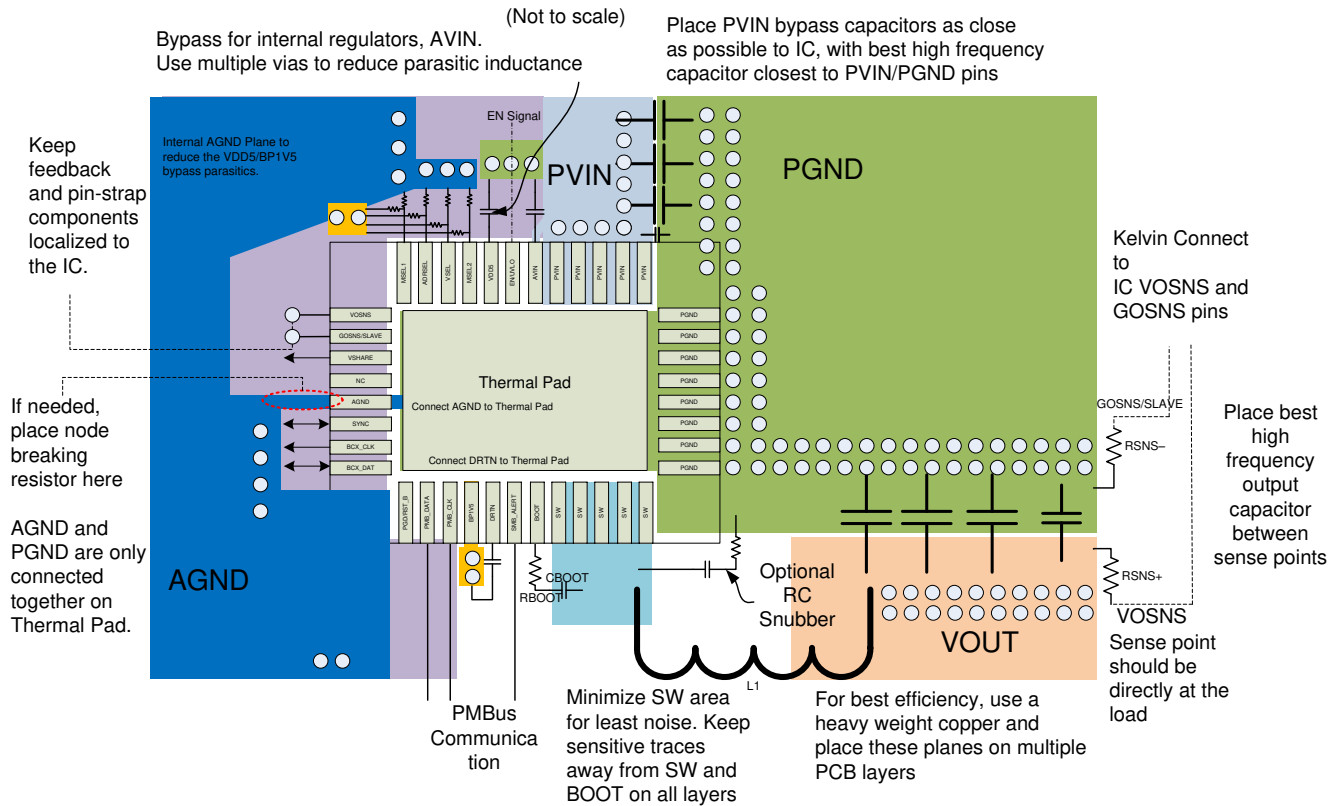 (Not to scale)
Bypass for internal regulators, AVIN.
Use multiple vias to reduce parasitic inductance
Place PVIN bypass capacitors as close
as possible to IC, with best high frequency
capacitor closest to PVIN/PGND pins
Keep
feedback
and pin-strap
components
localized to
the IC.
Internal AGND Plane to
reduce the VDD5/BP1V5
bypass parasitics.
EN Signal
PVIN
PGND
Kelvin Connect
to
IC VOSNS and
GOSNS pins
MSEL1
ADRSEL
VSEL
MSEL2
VDD5
EN/UVLO
AVIN
PVIN
PVIN
PVIN
PVIN
PVIN
VOSNS
GOSNS/SLAVE
VSHARE
NC
AGND
SYNC
BCX_CLK
BCX_DAT
Thermal Pad
Connect AGND to Thermal Pad
Connect DRTN to Thermal Pad
PGND
PGND
PGND
PGND
PGND
PGND
PGND
PGND
If needed,
place node
breaking
resistor here
AGND and
PGND are only
connected
together on
Thermal Pad.
GOSNS/SLAVE
RSNS–
Place best
high
frequency
output
capacitor
between
sense points
PGD/RST_B
PMB_DATA
PMB_CLK
BP1V5
DRTN
SMB_ALERT
BOOT
SW
SW
SW
SW
SW
AGND
CBOOT
RBOOT
Optional
RC
Snubber
RSNS+
VOUT
VOSNS
Sense point
should be
directly at the
load
L1
PMBus
Communica
tion
Minimize SW area
for least noise. Keep
sensitive traces
away from SW and
BOOT on all layers
For best efficiency, use a
heavy weight copper and
place these planes on multiple
PCB layers